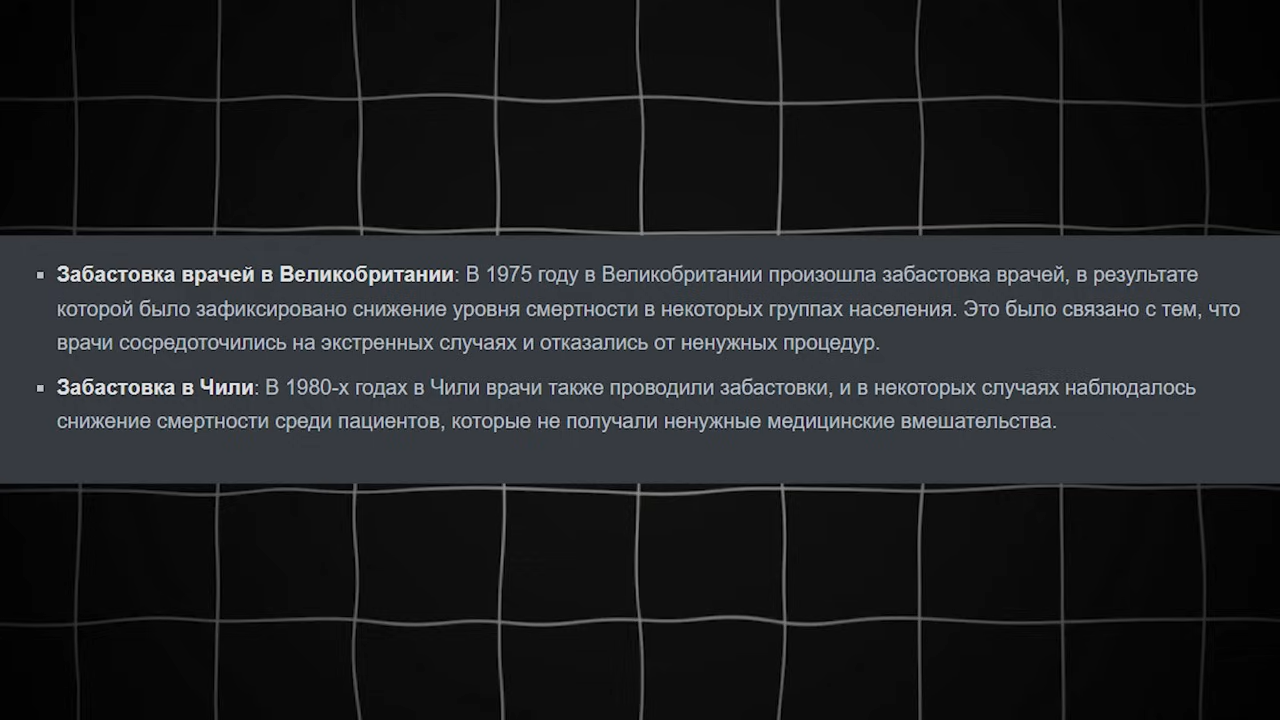 Забастовка врачей в Великобритании: В 1975 году в Великобритании произошла забастовка врачей, в результате
которой было зафиксировано снижение уровня смертности в некоторых группах населения. Это было связано с тем, что
врачи сосредоточились на экстренных случаях и отказались от ненужных процедур.
Забастовка в Чили: В 1980-х годах в Чили врачи также проводили забастовки, и в некоторых случаях наблюдалось
снижение смертности среди пациентов, которые не получали ненужные медицинские вмешательства.